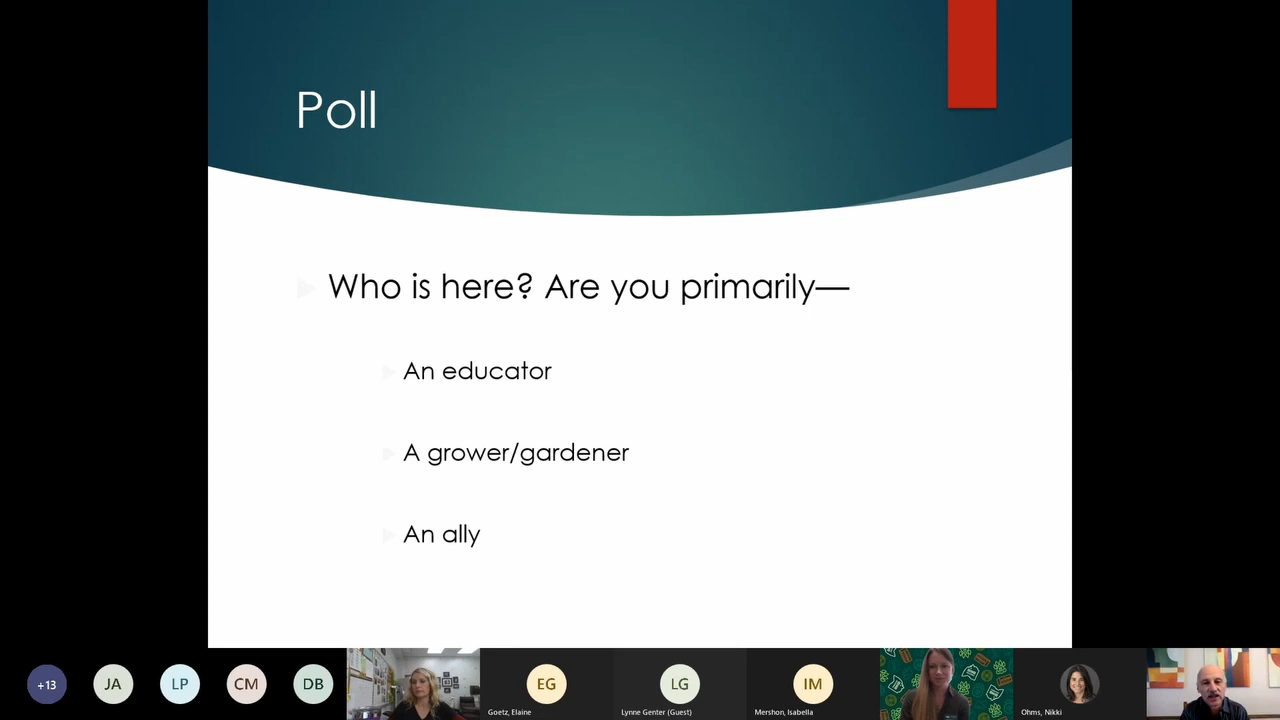 Poll
Who is here? Are you primarily—
An educator
A grower/gardener
An ally
+13
JA
LP
CM
DB
EG
Goetz, Elaine
LG
Lynne Genter (Guest)
IM
Mershon, Isabella
Ohms, Nikki